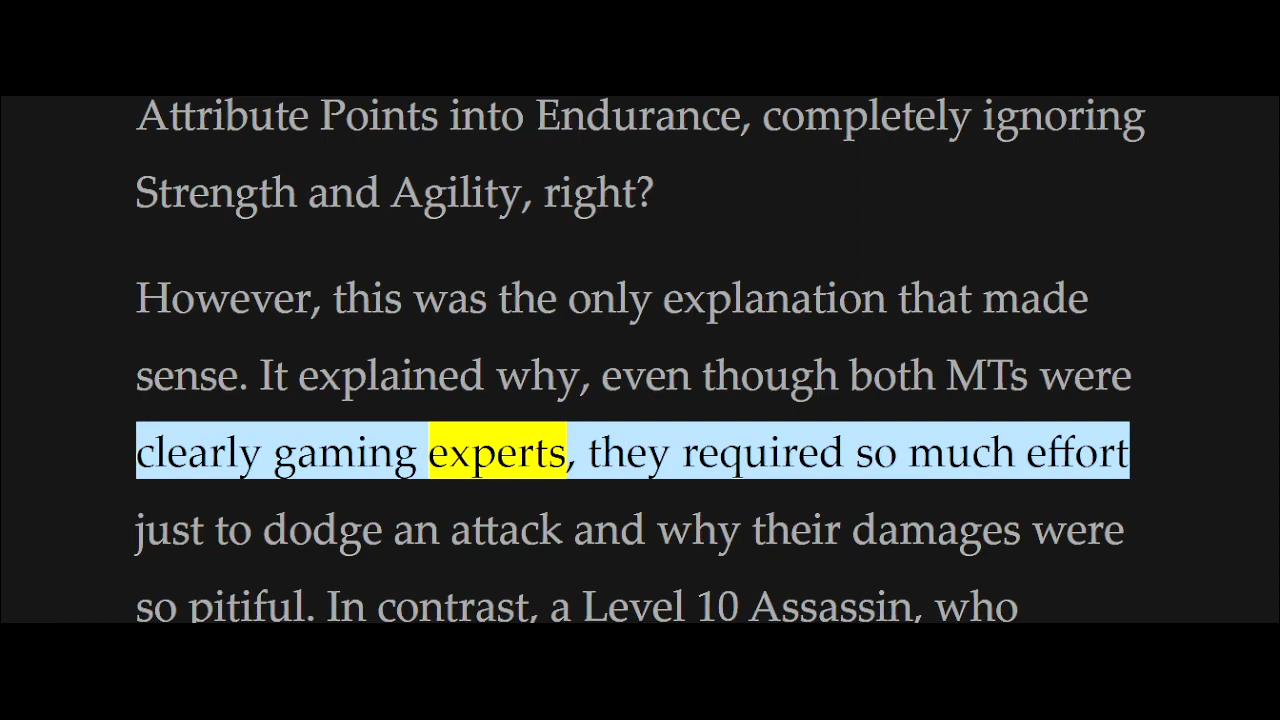 Attribute Points into Endurance, completely ignoring
Strength and Agility, right?
However, this was the only explanation that made
sense. It explained why, even though both MTs were
clearly gaming experts, they required so much effort
just to dodge an attack and why their damages were
so pitiful. In contrast, a Level 10 Assassin, who